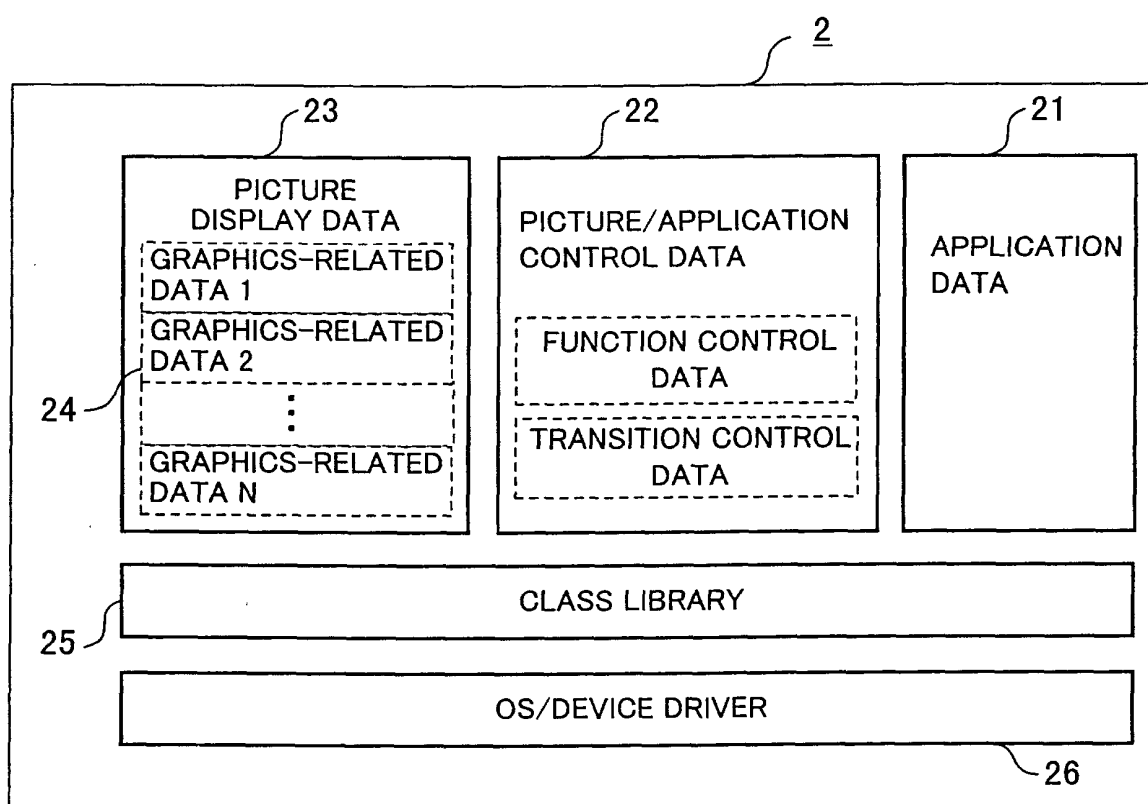 2
23
22
21
PICTURE
DISPLAY DATA
GRAPHICS-RELATED
DATA 1
GRAPHICS-RELATED
DATA 2
⋮
GRAPHICS-RELATED
DATA N
24
PICTURE/APPLICATION
CONTROL DATA
FUNCTION CONTROL
DATA
TRANSITION CONTROL
DATA
APPLICATION
DATA
CLASS LIBRARY
25
OS/DEVICE DRIVER
26